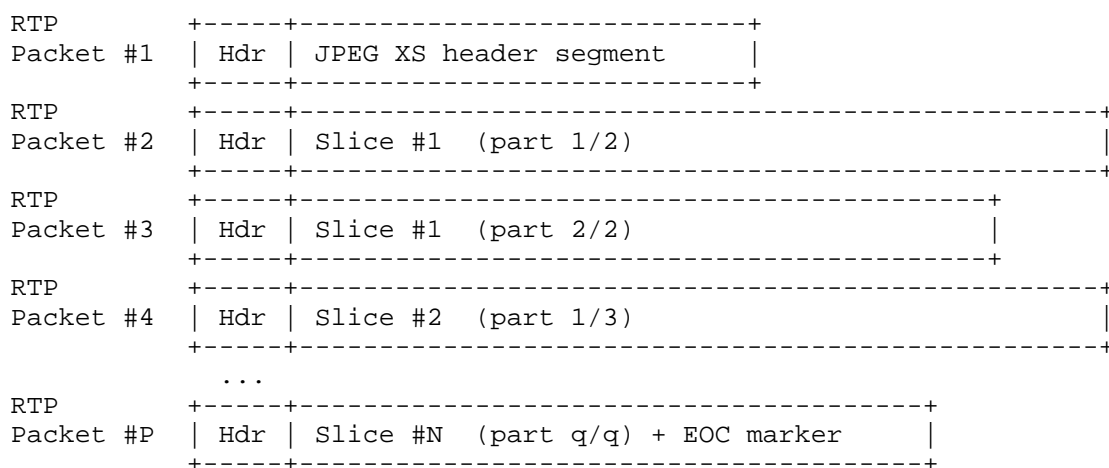 RTP +-----+----------------------------+
Packet #1 | Hdr | JPEG XS header segment |
+-----+----------------------------+
RTP +-----+--------------------------------------------------+
Packet #2 | Hdr | Slice #1 (part 1/2) |
+-----+--------------------------------------------------+
RTP +-----+-------------------------------------------+
Packet #3 | Hdr | Slice #1 (part 2/2) |
+-----+-------------------------------------------+
RTP +-----+--------------------------------------------------+
Packet #4 | Hdr | Slice #2 (part 1/3) |
+-----+--------------------------------------------------+
...
RTP +-----+---------------------------------------+
Packet #P | Hdr | Slice #N (part q/q) + EOC marker |
+-----+---------------------------------------+